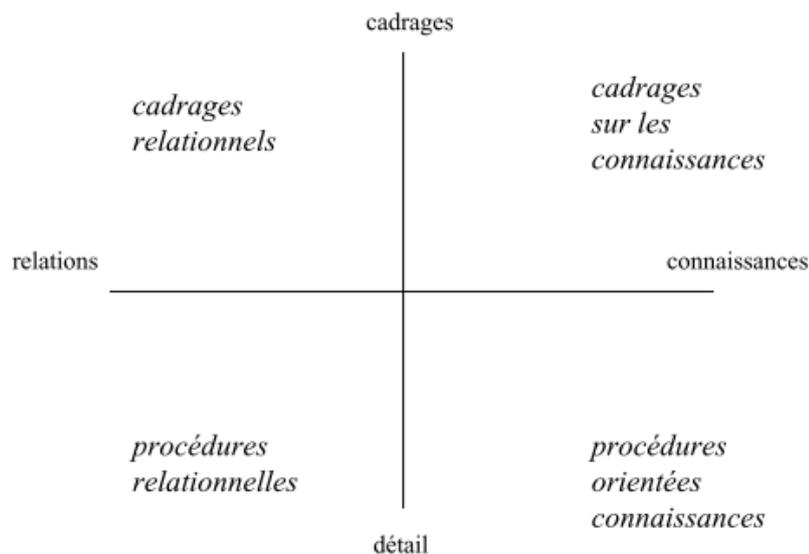 cadrages
cadrages
relationnels
cadrages
sur les
connaissances
relations
connaissances
procédures
relationnelles
procédures
orientées
connaissances
détail